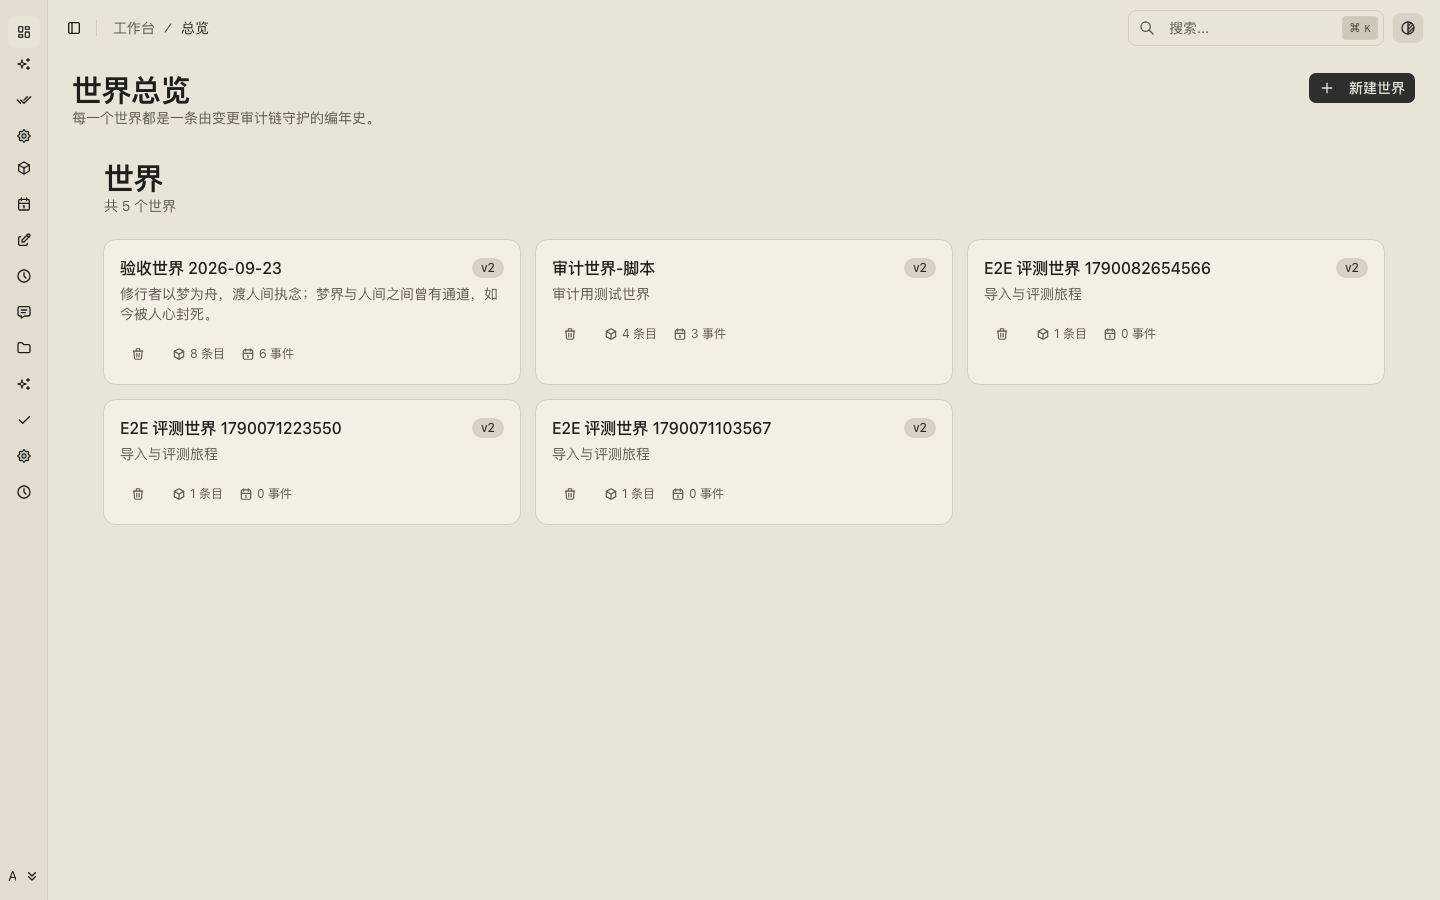 工作台 / 总览
搜索...
⌘ K
世界总览
新建世界
每一个世界都是一条由变更审计链守护的编年史。
世界
共 5 个世界
验收世界 2026-09-23
v2
修行者以梦为舟，渡人间执念；梦界与人间之间曾有通道，如
今被人心封死。
8 条目
6 事件
审计世界-脚本
v2
审计用测试世界
4 条目
3 事件
E2E 评测世界 1790082654566
v2
导入与评测旅程
1 条目
0 事件
E2E 评测世界 1790071223550
v2
导入与评测旅程
1 条目
0 事件
E2E 评测世界 1790071103567
v2
导入与评测旅程
1 条目
0 事件
A